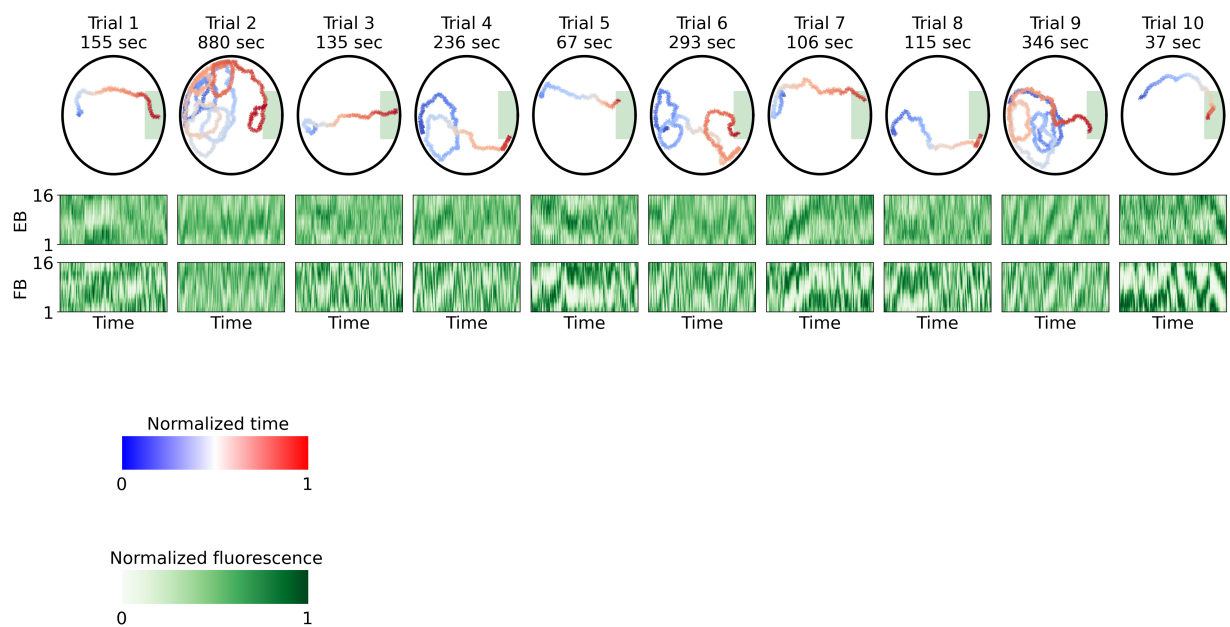 Trial 1
155 sec
Trial 2
880 sec
Trial 3
135 sec
Trial 4
236 sec
Trial 5
67 sec
Trial 6
293 sec
Trial 7
106 sec
Trial 8
115 sec
Trial 9
346 sec
Trial 10
37 sec
16
EB
1
16
FB
1
Time
Time
Time
Time
Time
Time
Time
Time
Time
Time
Normalized time
0 1
Normalized fluorescence
0 1